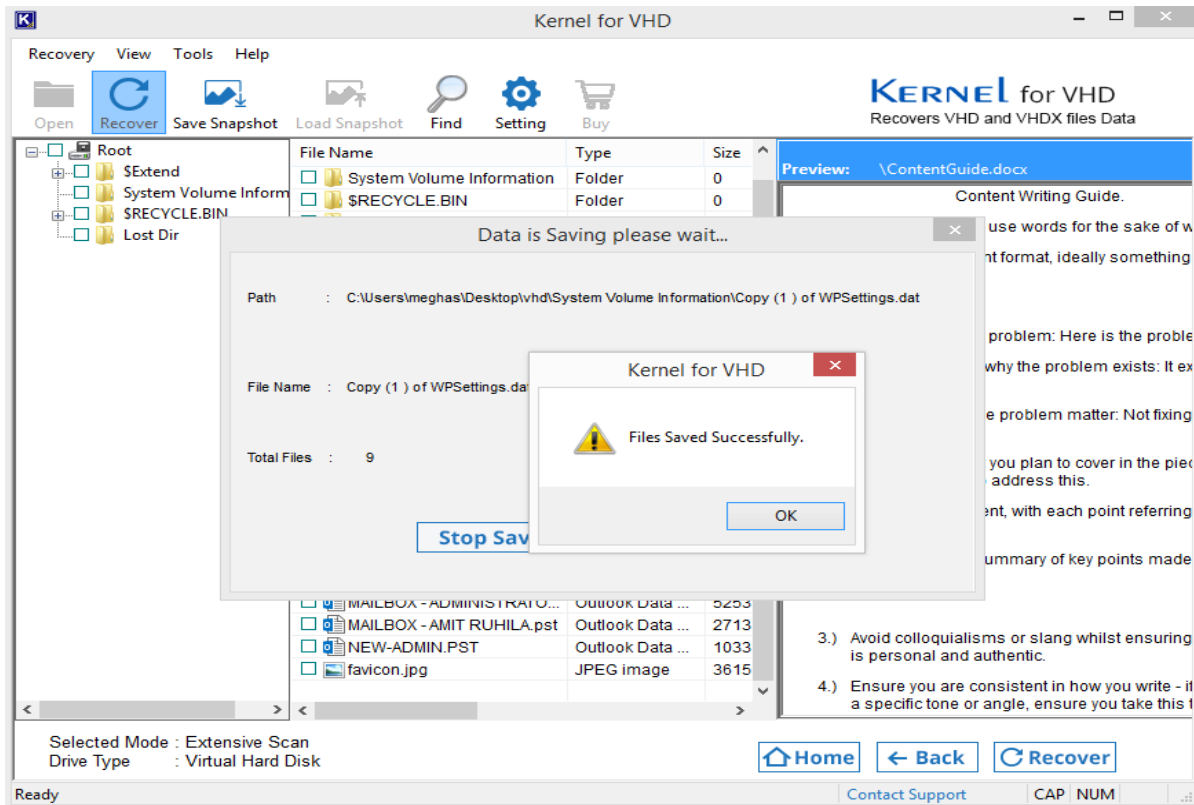 Kernel for VHD
Recovery View Tools Help
Open Recover Save Snapshot Load Snapshot Find Setting Buy
KERNEL for VHD
Recovers VHD and VHDX files Data
Root
$Extend
System Volume Inform
$RECYCLE.BIN
Lost Dir
File Name Type Size
System Volume Information Folder 0
$RECYCLE.BIN Folder 0
Preview: \ContentGuide.docx
Content Writing Guide.
use words for the sake of w
nt format, ideally something
problem: Here is the proble
why the problem exists: It ex
e problem matter: Not fixing
you plan to cover in the piec
address this.
ent, with each point referring
ummary of key points made
3.) Avoid colloquialisms or slang whilst ensuring
is personal and authentic.
4.) Ensure you are consistent in how you write - if
a specific tone or angle, ensure you take this t
Data is Saving please wait...
Path : C:\Users\meghas\Desktop\vhd\System Volume Information\Copy (1 ) of WPSettings.dat
File Name : Copy (1 ) of WPSettings.da
Total Files : 9
Stop Sav
Kernel for VHD
Files Saved Successfully.
OK
MAILBOX - ADMINISTRATO... Outlook Data ... 5253
MAILBOX - AMIT RUHILA.pst Outlook Data ... 2713
NEW-ADMIN.PST Outlook Data ... 1033
favicon.jpg JPEG image 3615
Selected Mode : Extensive Scan
Drive Type : Virtual Hard Disk
Home Back Recover
Ready Contact Support CAP NUM